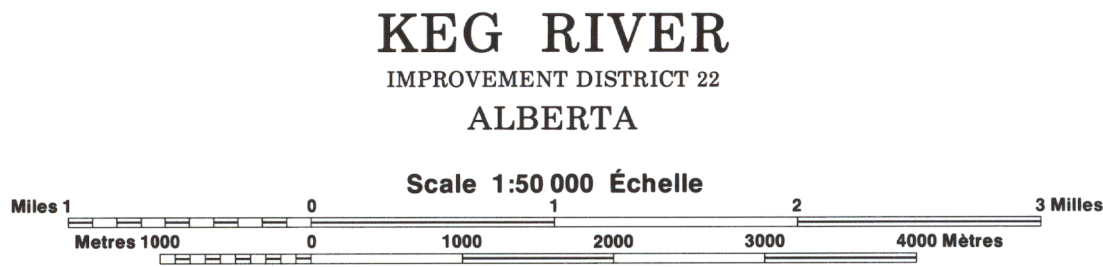 KEG RIVER
IMPROVEMENT DISTRICT 22
ALBERTA
Scale 1:50 000 Échelle
Miles 1 0 1 2 3 Milles
Metres 1000 0 1000 2000 3000 4000 Mètres